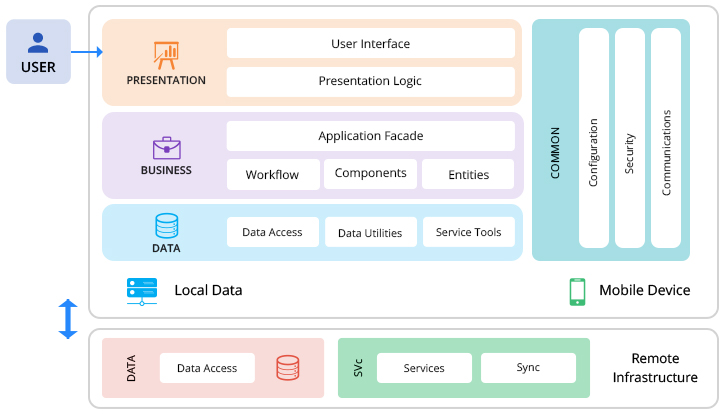 USER
PRESENTATION
User Interface
Presentation Logic
BUSINESS
Application Facade
Workflow
Components
Entities
DATA
Data Access
Data Utilities
Service Tools
COMMON
Configuration
Security
Communications
Local Data
Mobile Device
DATA
Data Access
SVc
Services
Sync
Remote
Infrastructure